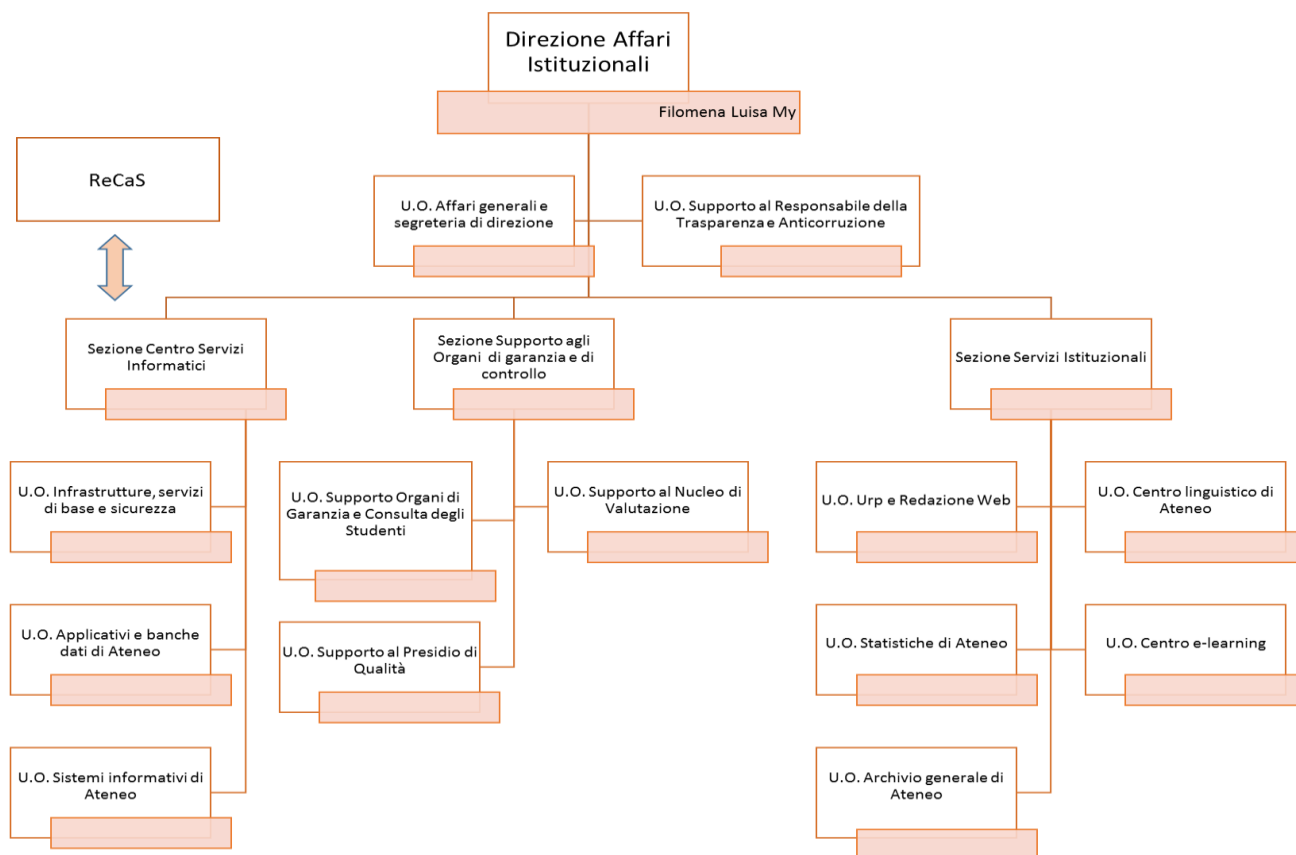 Direzione Affari
Istituzionali
Filomena Luisa My
ReCaS
U.O. Affari generali e
segreteria di direzione
U.O. Supporto al Responsabile della
Trasparenza e Anticorruzione
Sezione Centro Servizi
Informatici
Sezione Supporto agli
Organi di garanzia e di
controllo
Sezione Servizi Istituzionali
U.O. Infrastrutture, servizi
di base e sicurezza
U.O. Supporto Organi di
Garanzia e Consulta degli
Studenti
U.O. Supporto al Nucleo di
Valutazione
U.O. Urp e Redazione Web
U.O. Centro linguistico di
Ateneo
U.O. Applicativi e banche
dati di Ateneo
U.O. Supporto al Presidio di
Qualità
U.O. Statistiche di Ateneo
U.O. Centro e-learning
U.O. Sistemi informativi di
Ateneo
U.O. Archivio generale di
Ateneo